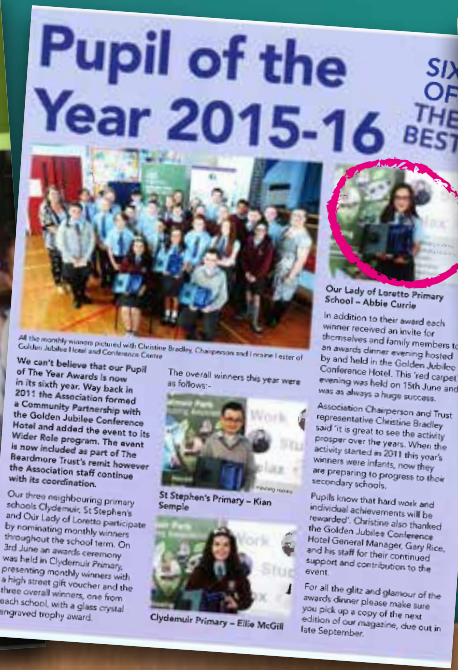 Pupil of the
Year 2015-16
SIX
OF
THE
BEST
All the monthly winners pictured with Christine Bradley, Chairperson and Loraine Lester of
Golden Jubilee Hotel and Conference Centre
We can't believe that our Pupil
of The Year Awards is now
in its sixth year. Way back in
2011 the Association formed
a Community Partnership with
the Golden Jubilee Conference
Hotel and added the event to its
Wider Role program. The event
is now included as part of The
Beardmore Trust's remit however
the Association staff continue
with its coordination.
Our three neighbouring primary
schools Clydemuir, St Stephen's
and Our Lady of Loretto participate
by nominating monthly winners
throughout the school term. On
3rd June an awards ceremony
was held in Clydemuir Primary,
presenting monthly winners with
a high street gift voucher and the
three overall winners, one from
each school, with a glass crystal
engraved trophy award.
The overall winners this year were
as follows:-
Work
St Stephen's Primary – Kian
Semple
Work
Clydemuir Primary – Ellie McGill
Our Lady of Loretto Primary
School – Abbie Currie
In addition to their award each
winner received an invite for
themselves and family members to
an awards dinner evening hosted
by and held in the Golden Jubilee
Conference Hotel. This 'red carpet
evening was held on 15th June and
was as always a huge success.
Association Chairperson and Trust
representative Christine Bradley
said 'it is great to see the activity
prosper over the years. When the
activity started in 2011 this year's
winners were infants, now they
are preparing to progress to their
secondary schools.
Pupils know that hard work and
individual achievements will be
rewarded'. Christine also thanked
the Golden Jubilee Conference
Hotel General Manager, Gary Rice,
and his staff for their continued
support and contribution to the
event.
For all the glitz and glamour of the
awards dinner please make sure
you pick up a copy of the next
edition of our magazine, due out in
late September.